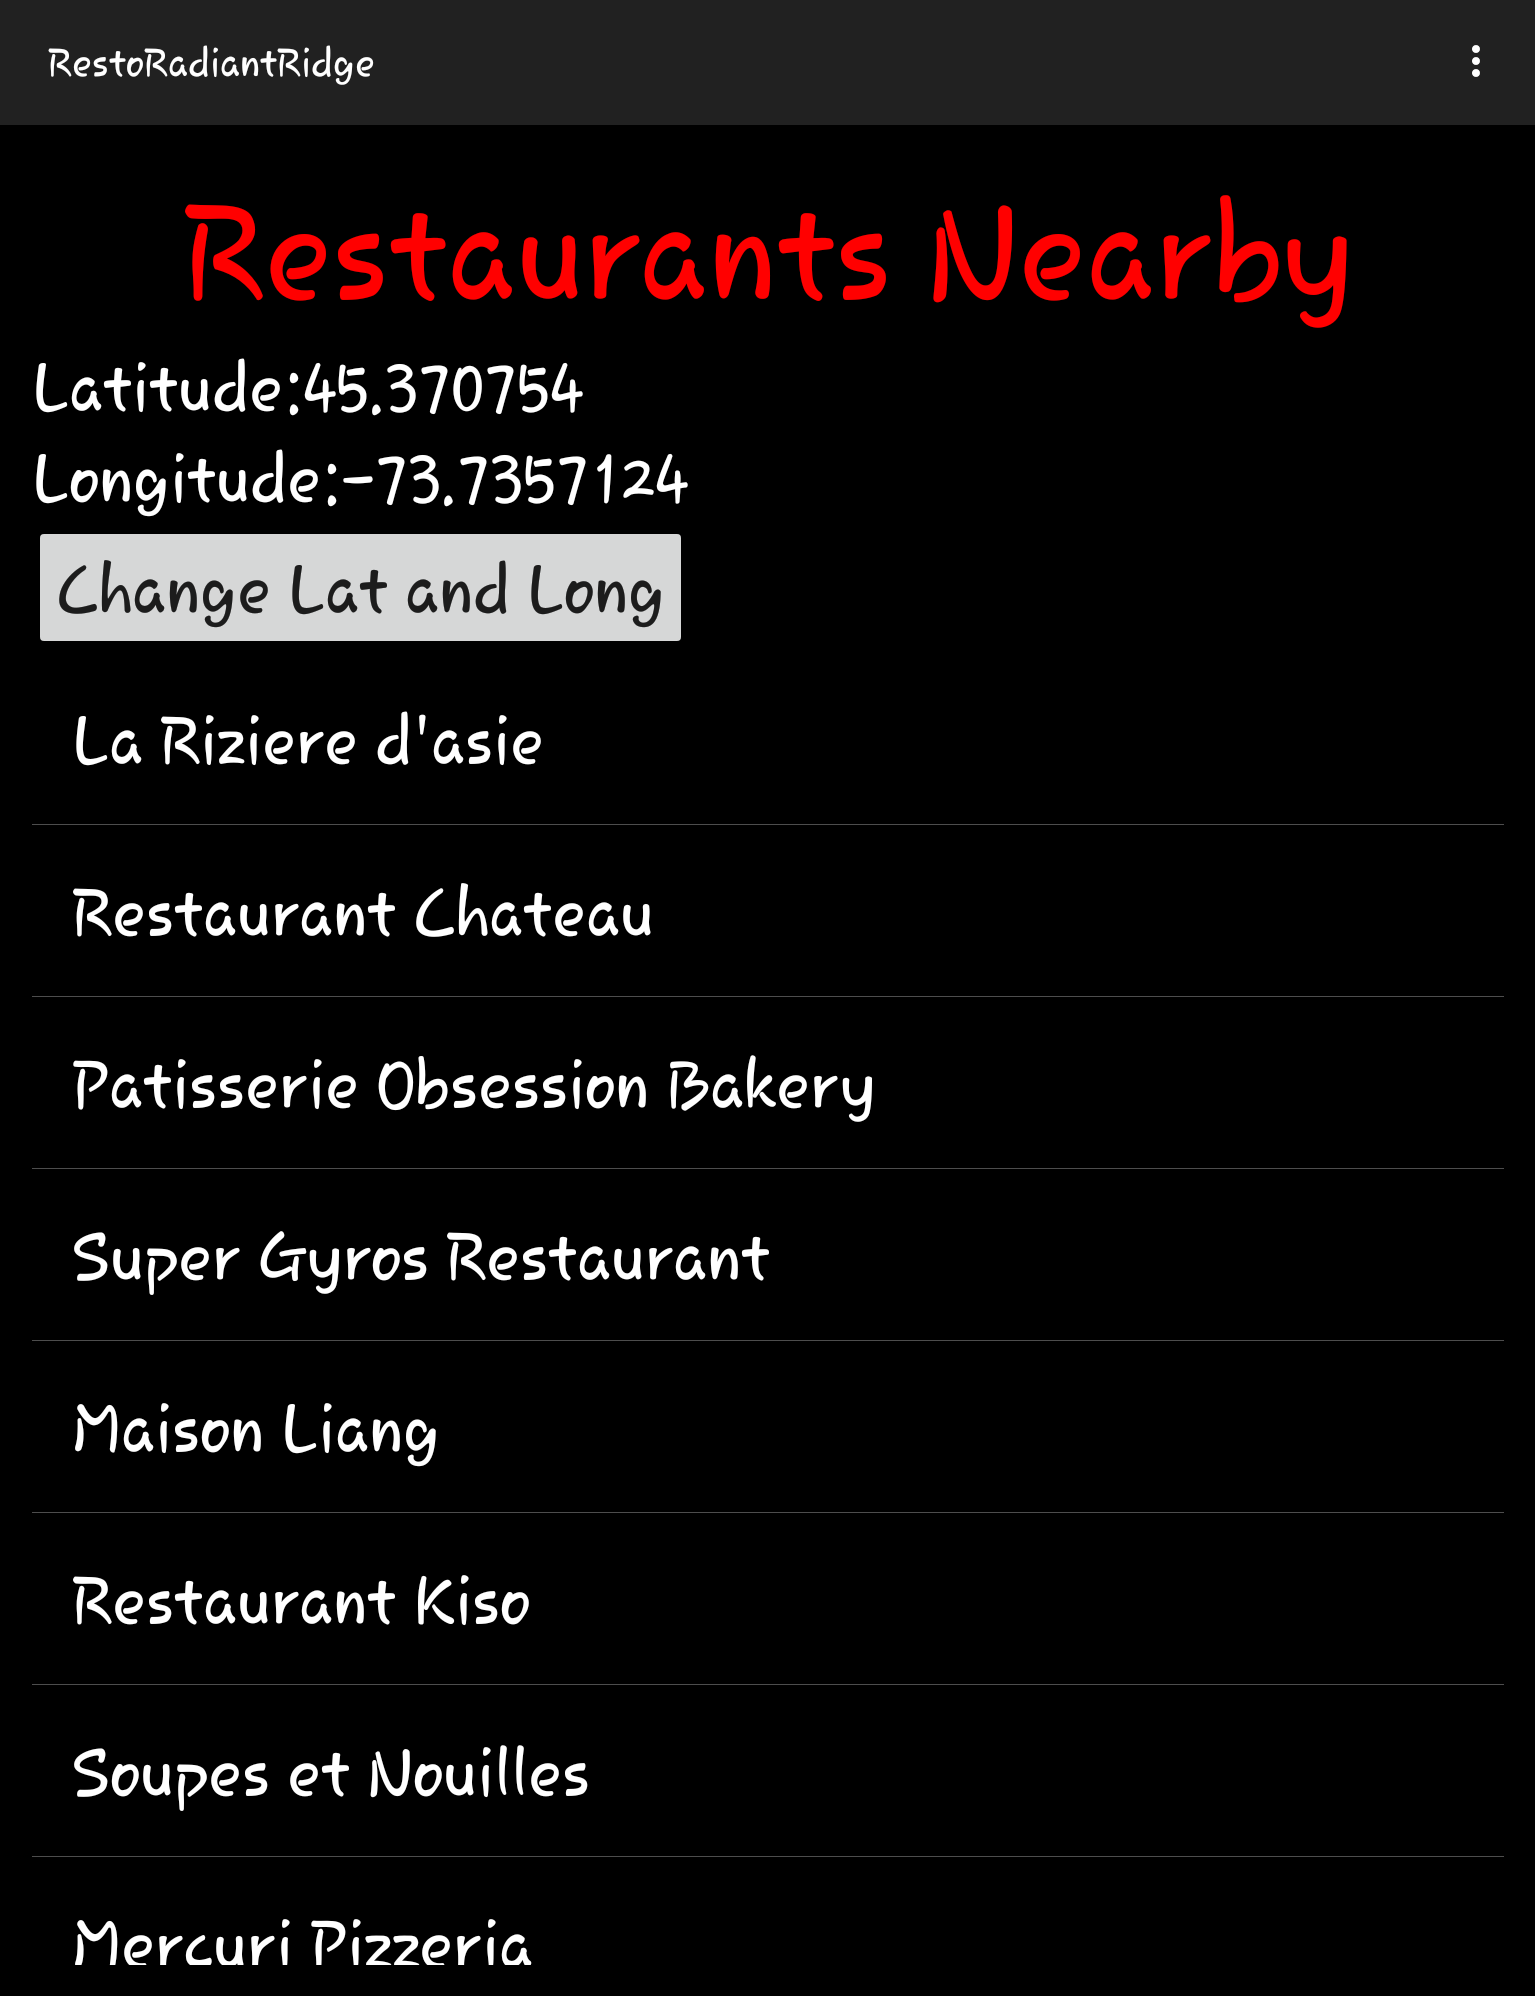 RestoRadiantRidge
Restaurants Nearby
Latitude:45.370754
Longitude:-73.7357124
Change Lat and Long
La Riziere d'asie
Restaurant Chateau
Patisserie Obsession Bakery
Super Gyros Restaurant
Maison Liang
Restaurant Kiso
Soupes et Nouilles
Mercuri Pizzeria